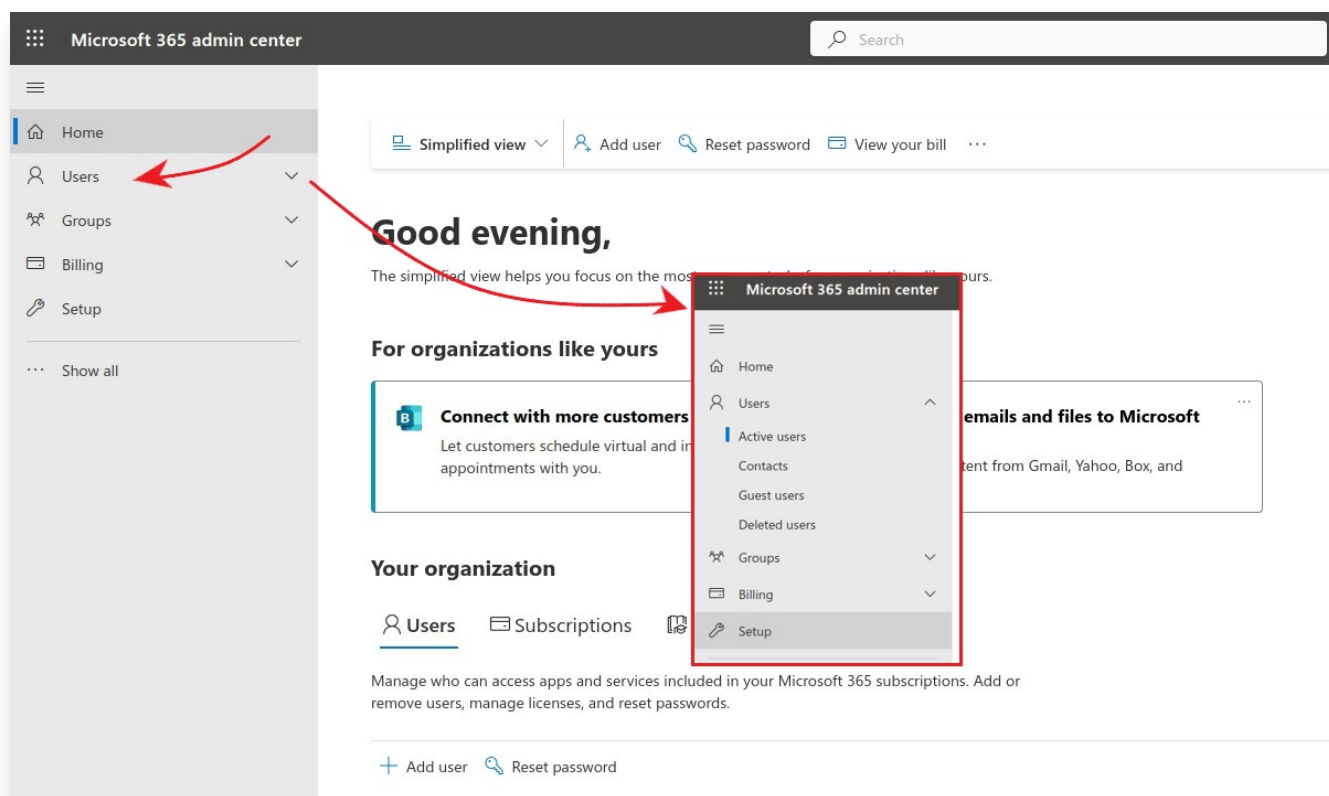 Microsoft 365 admin center
Search
Home
Users
Groups
Billing
Setup
Show all
Simplified view
Add user
Reset password
View your bill
Good evening,
The simplified view helps you focus on the most
ours.
For organizations like yours
B
Connect with more customers
Let customers schedule virtual and in
appointments with you.
emails and files to Microsoft
tent from Gmail, Yahoo, Box, and
Your organization
Users
Subscriptions
Manage who can access apps and services included in your Microsoft 365 subscriptions. Add or
remove users, manage licenses, and reset passwords.
Add user
Reset password
Microsoft 365 admin center
Home
Users
Active users
Contacts
Guest users
Deleted users
Groups
Billing
Setup